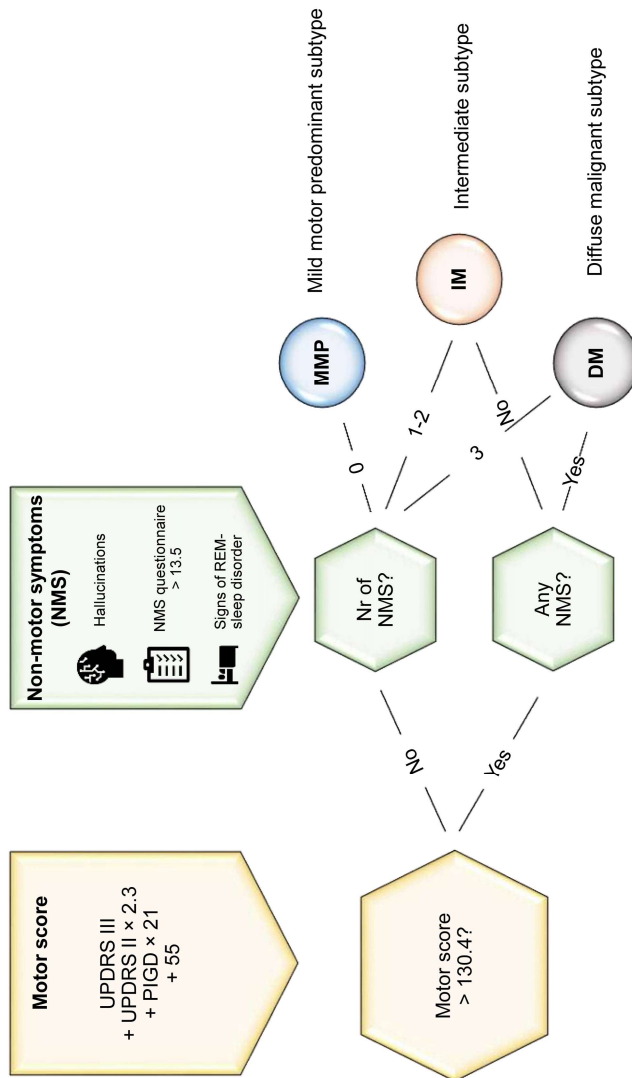 Motor score
UPDRS III
+ UPDRS II × 2.3
+ PIGD × 21
+ 55
Non-motor symptoms
(NMS)
Hallucinations
NMS questionnaire
> 13.5
Signs of REM-
sleep disorder
Motor score
> 130.4?
No
Yes
Nr of
NMS?
Any
NMS?
0
1-2
3
No
Yes
MMP
Mild motor predominant subtype
IM
Intermediate subtype
DM
Diffuse malignant subtype